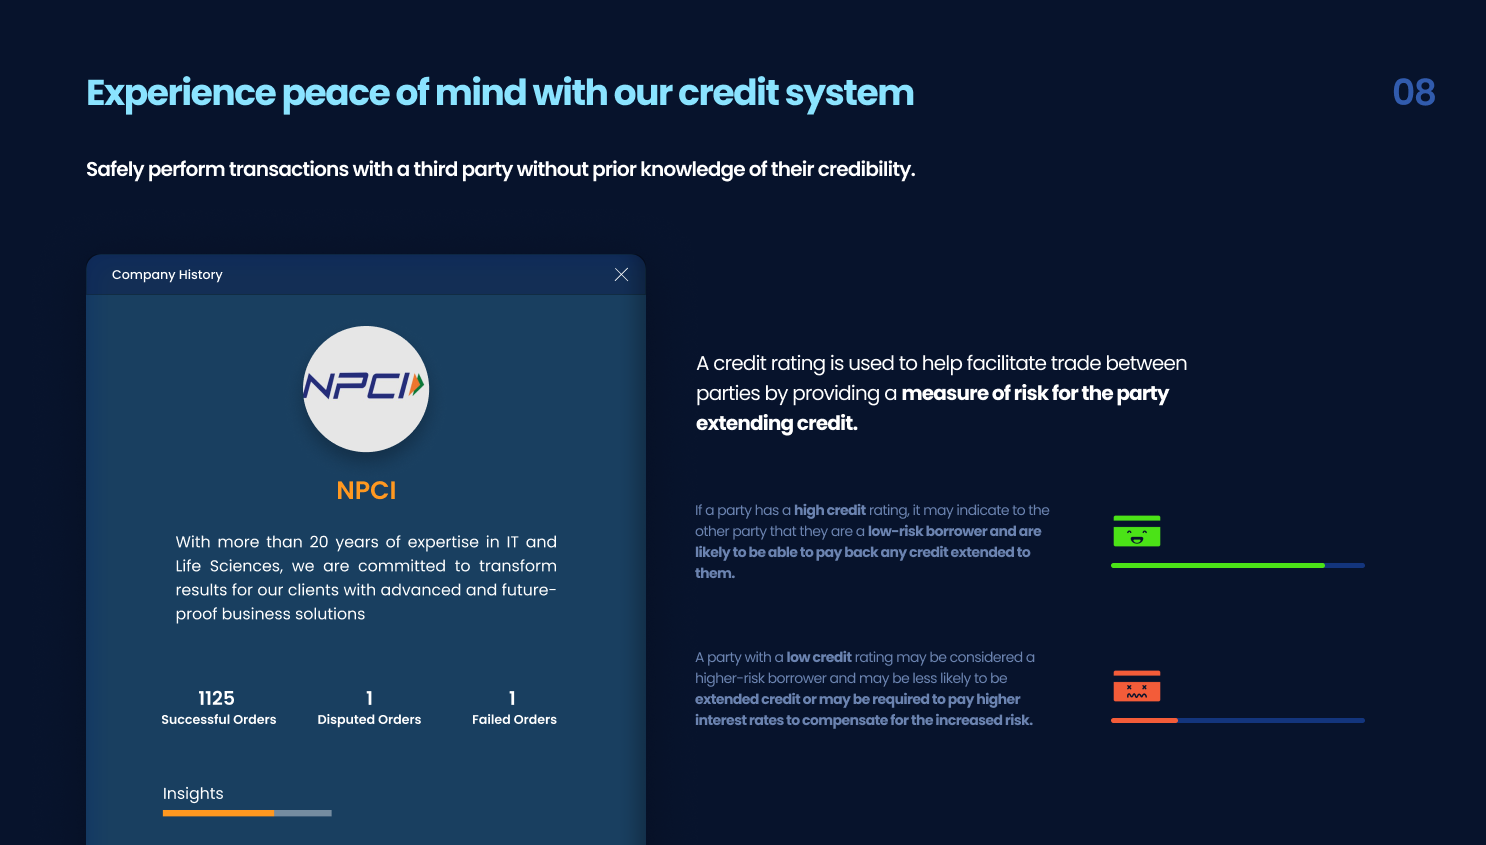 Experience peace of mind with our credit system
08
Safely perform transactions with a third party without prior knowledge of their credibility.
Company History
NPCI
NPCI
With more than 20 years of expertise in IT and
Life Sciences, we are committed to transform
results for our clients with advanced and future-
proof business solutions
1125
Successful Orders
1
Disputed Orders
1
Failed Orders
Insights
A credit rating is used to help facilitate trade between
parties by providing a measure of risk for the party
extending credit.
If a party has a high credit rating, it may indicate to the
other party that they are a low-risk borrower and are
likely to be able to pay back any credit extended to
them.
A party with a low credit rating may be considered a
higher-risk borrower and may be less likely to be
extended credit or may be required to pay higher
interest rates to compensate for the increased risk.